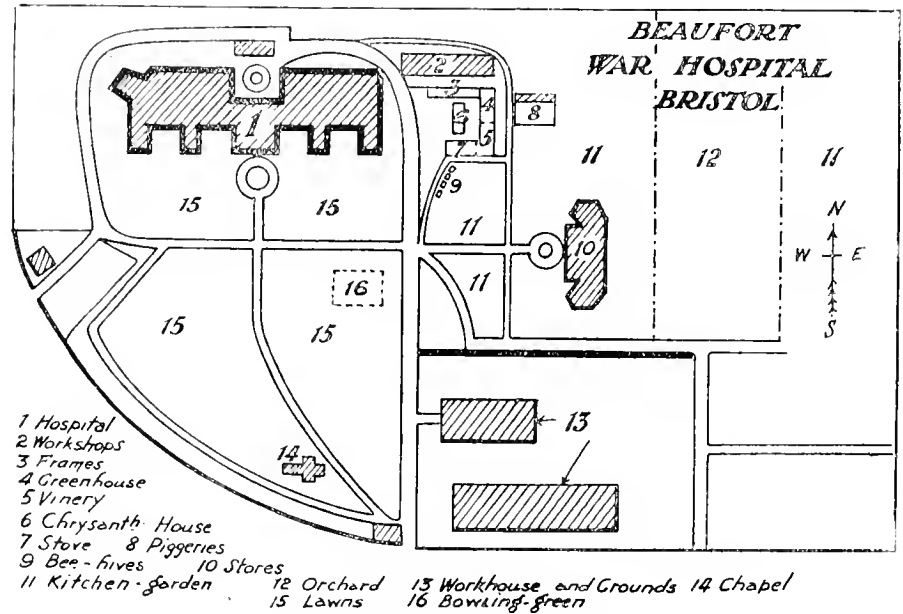 BEAUFORT
WAR HOSPITAL
BRISTOL
2
3
4
6
5
7
8
9
1
15 15
11
11 12 11
10
N
W E
S
11
16
15 15
14
13
1 Hospital
2 Workshops
3 Frames
4 Greenhouse
5 Vinery
6 Chrysanth. House
7 Stove 8 Piggeries
9 Bee-hives 10 Stores
11 Kitchen-garden 12 Orchard 13 Workhouse and Grounds 14 Chapel
15 Lawns 16 Bowling-green